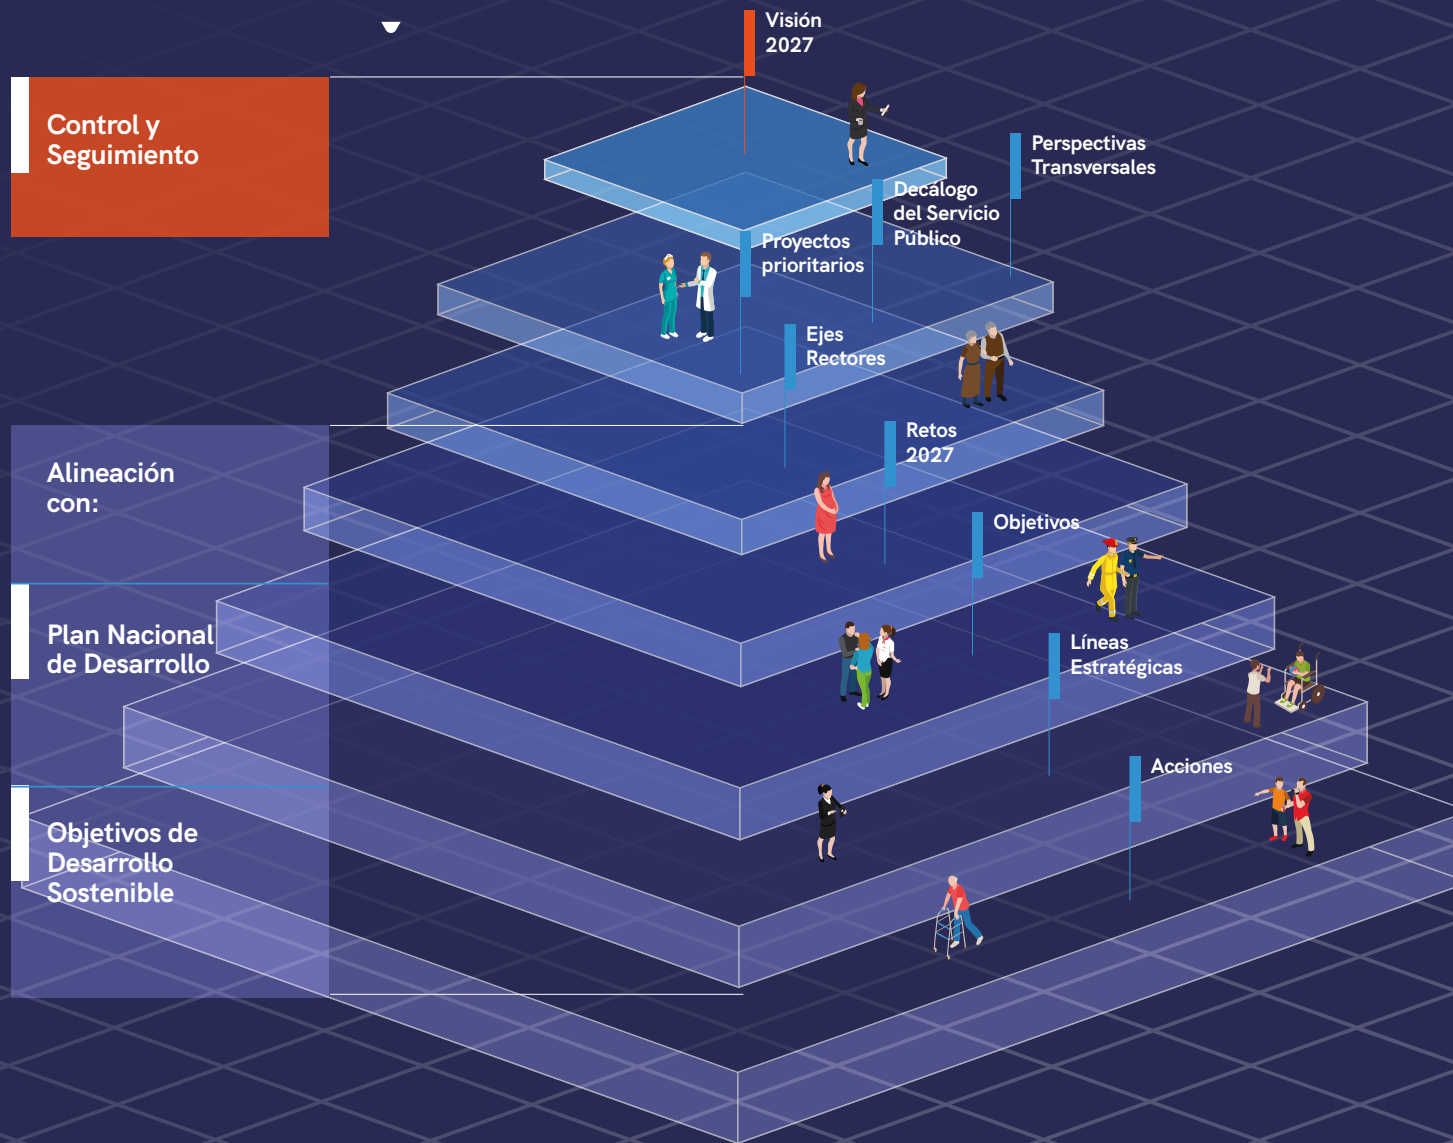 Visión
2027
Control y
Seguimiento
Perspectivas
Transversales
Decálogo
del Servicio
Público
Proyectos
prioritarios
Ejes
Rectores
Retos
2027
Alineación
con:
Objetivos
Plan Nacional
de Desarrollo
Líneas
Estratégicas
Acciones
Objetivos de
Desarrollo
Sostenible